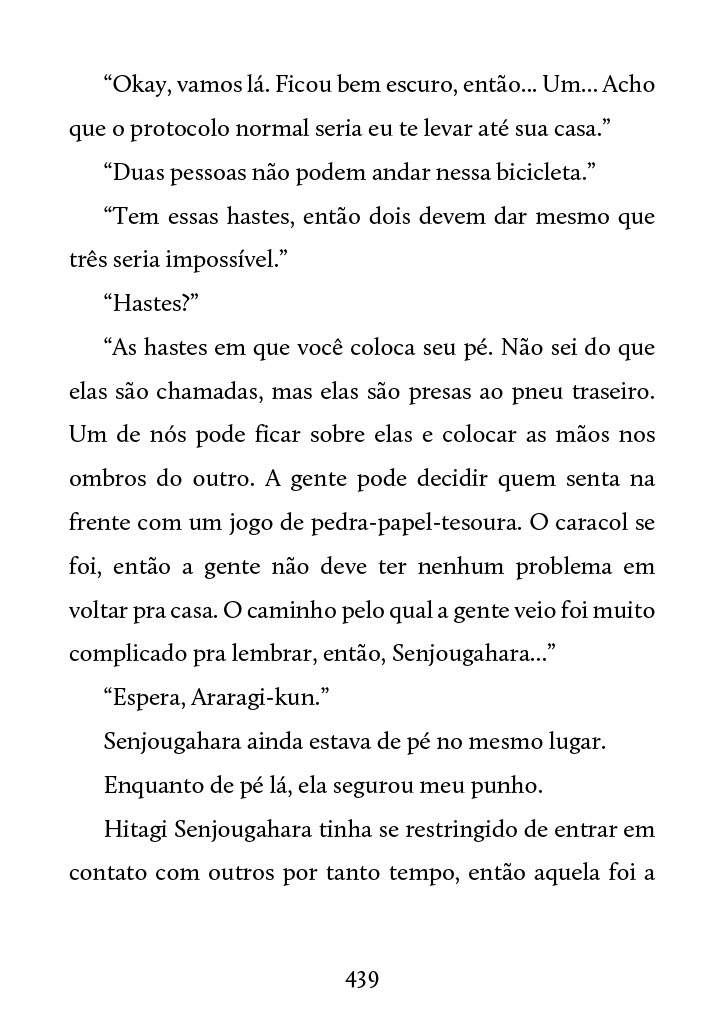 “Okay, vamos lá. Ficou bem escuro, então... Um... Acho
que o protocolo normal seria eu te levar até sua casa.”
“Duas pessoas não podem andar nessa bicicleta.”
“Tem essas hastes, então dois devem dar mesmo que
três seria impossível.”
“Hastes?”
“As hastes em que você coloca seu pé. Não sei do que
elas são chamadas, mas elas são presas ao pneu traseiro.
Um de nós pode ficar sobre elas e colocar as mãos nos
ombros do outro. A gente pode decidir quem senta na
frente com um jogo de pedra-papel-tesoura. O caracol se
foi, então a gente não deve ter nenhum problema em
voltar pra casa. O caminho pelo qual a gente veio foi muito
complicado pra lembrar, então, Senjougahara...”
“Espera, Araragi-kun.”
Senjougahara ainda estava de pé no mesmo lugar.
Enquanto de pé lá, ela segurou meu punho.
Hitagi Senjougahara tinha se restringido de entrar em
contato com outros por tanto tempo, então aquela foi a
439